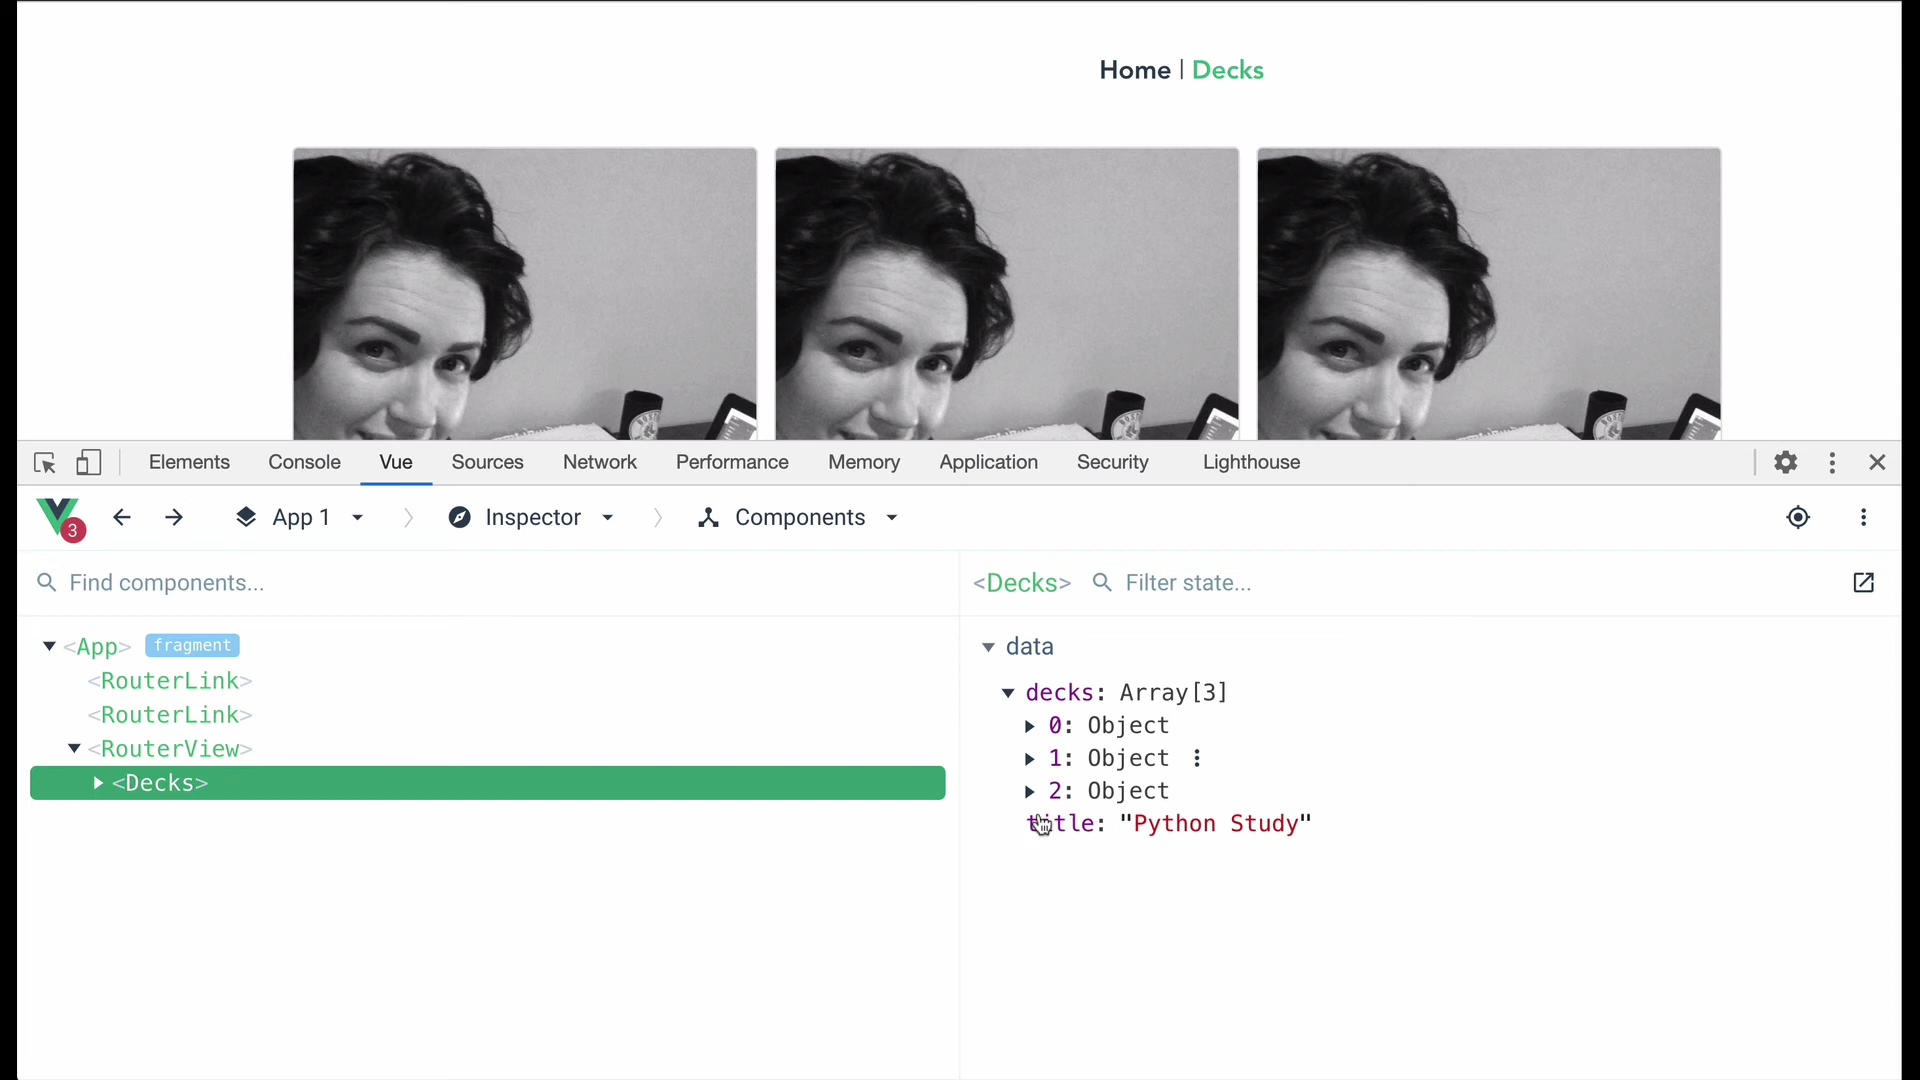 Home | Decks
Elements Console Vue Sources Network Performance Memory Application Security Lighthouse
3 App 1 Inspector Components
Find components...
<Decks> Filter state...
<App> fragment
<RouterLink>
<RouterLink>
<RouterView>
<Decks>
data
decks: Array[3]
0: Object
1: Object
2: Object
title: "Python Study"